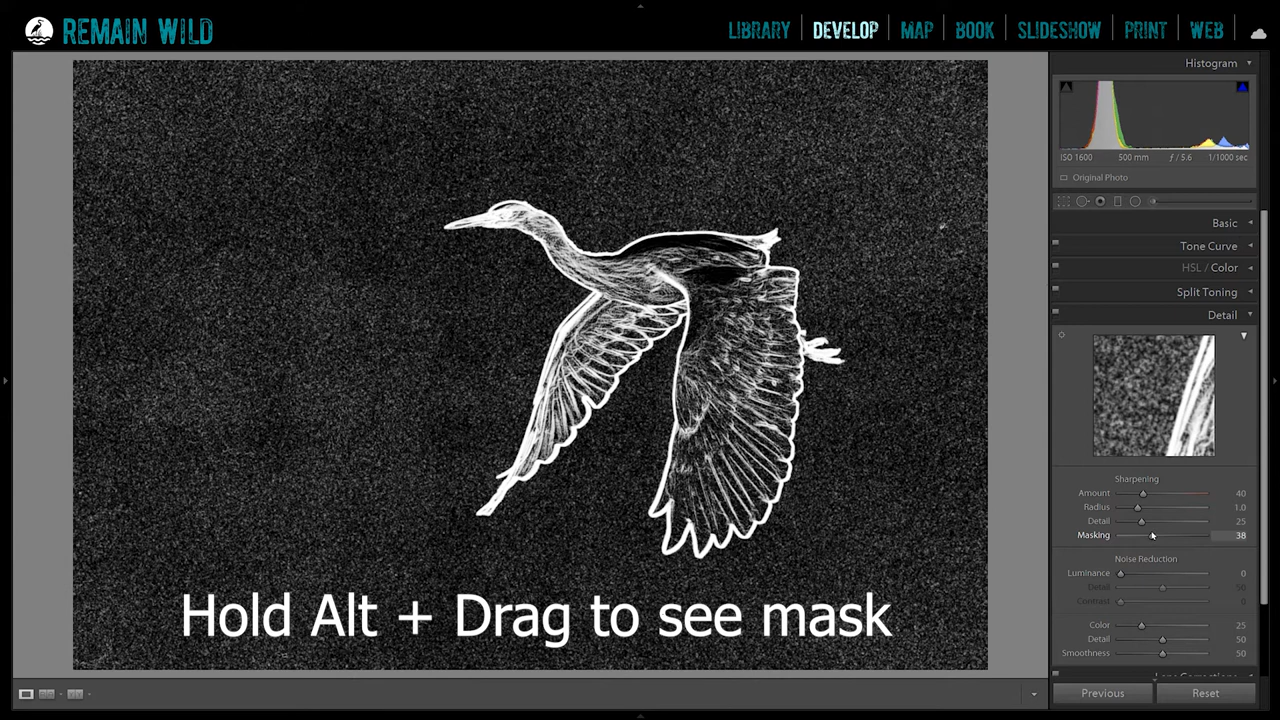 REMAIN WILD
LIBRARY | DEVELOP | MAP | BOOK | SLIDESHOW | PRINT | WEB
Histogram
ISO 1600 500 mm ƒ / 5.6 1/1000 sec
Original Photo
Basic
Tone Curve
HSL / Color
Split Toning
Detail
Sharpening
Amount 40
Radius 1.0
Detail 25
Masking 38
Noise Reduction
Luminance 0
Detail 50
Contrast 0
Color 25
Detail 50
Smoothness 50
Lens Corrections
Previous Reset
Hold Alt + Drag to see mask